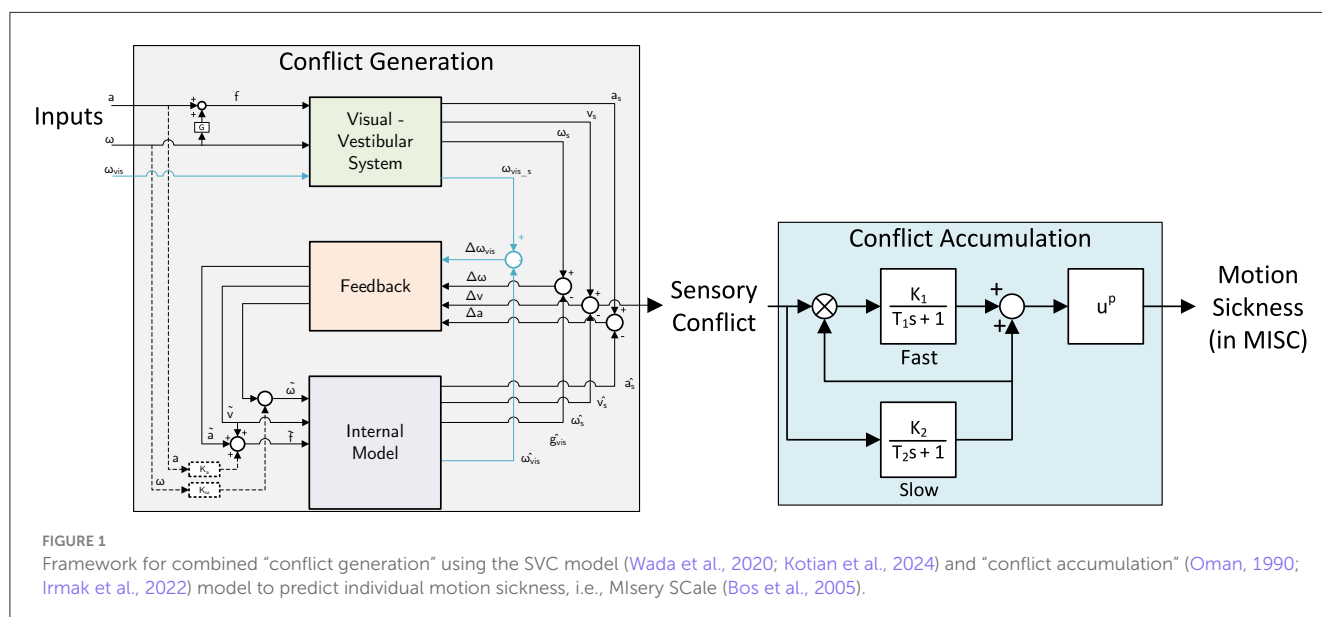 Conflict Generation
Inputs
a
f
+
+
G
ω
ω_vis
Visual -
Vestibular
System
a_s
v_s
ω_s
ω_vis_s
+
-
Feedback
Δω_vis
Δω
Δv
Δa
+
-
+
-
+
-
Sensory
Conflict
ω̃
ṽ
ã
f̃
+
+
+
a
K_a
ω
K_ω
Internal
Model
â_s
v̂_s
ω̂_s
ĝ_vis
ω̂_vis
Conflict Accumulation
K₁
T₁s + 1
Fast
+
+
u^p
K₂
T₂s + 1
Slow
Motion
Sickness
(in MISC)
FIGURE 1
Framework for combined “conflict generation” using the SVC model (Wada et al., 2020; Kotian et al., 2024) and “conflict accumulation” (Oman, 1990;
Irmak et al., 2022) model to predict individual motion sickness, i.e., MIsery SCale (Bos et al., 2005).